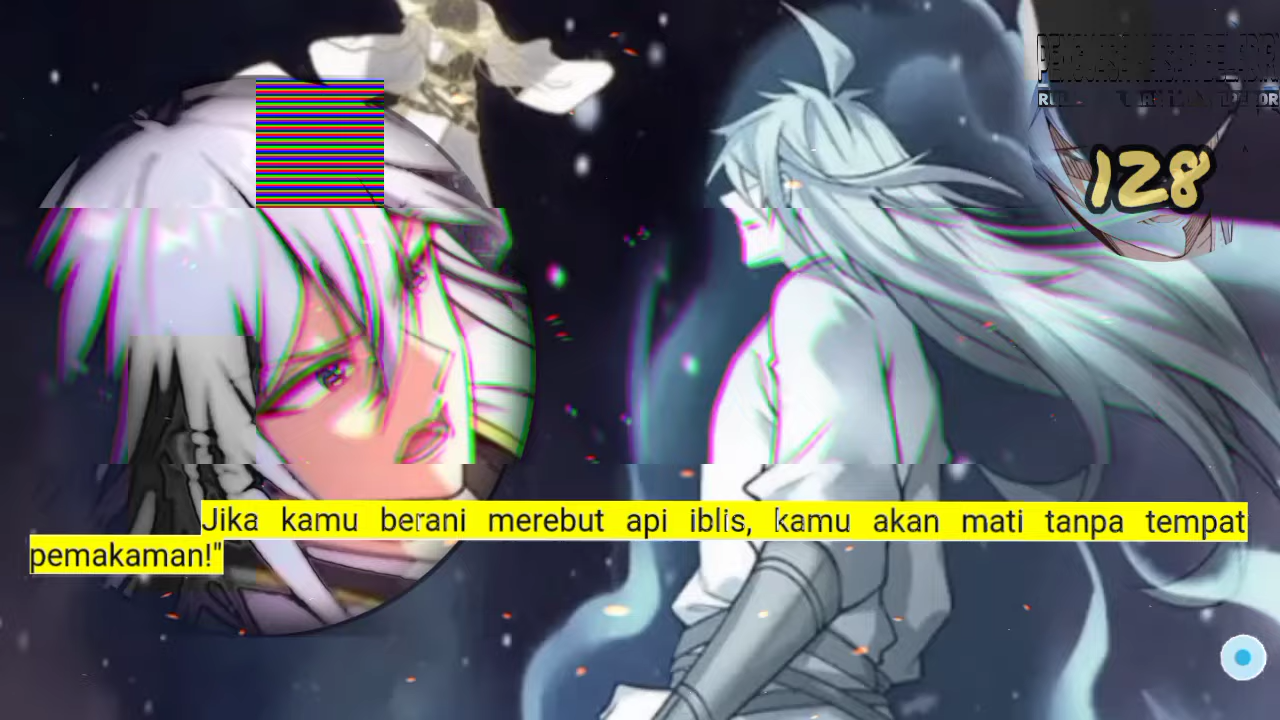 128
Jika kamu berani merebut api iblis, kamu akan mati tanpa tempat
pemakaman!"